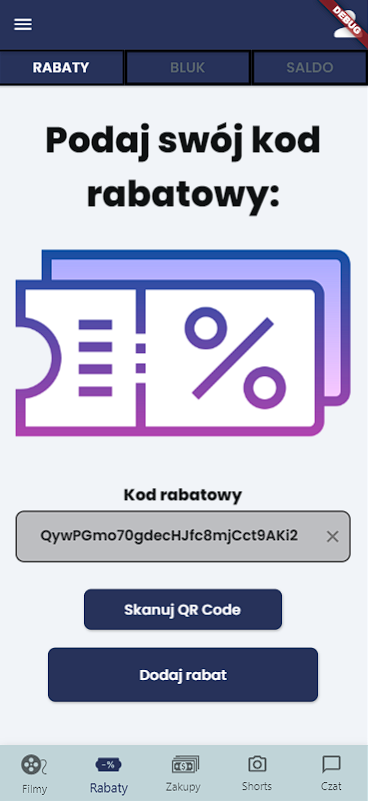 DEBUG
RABATY BLUK SALDO
Podaj swój kod
rabatowy:
%
Kod rabatowy
QywPGmo70gdecHJfc8mjCct9AKi2
Skanuj QR Code
Dodaj rabat
-%
Filmy Rabaty Zakupy Shorts Czat